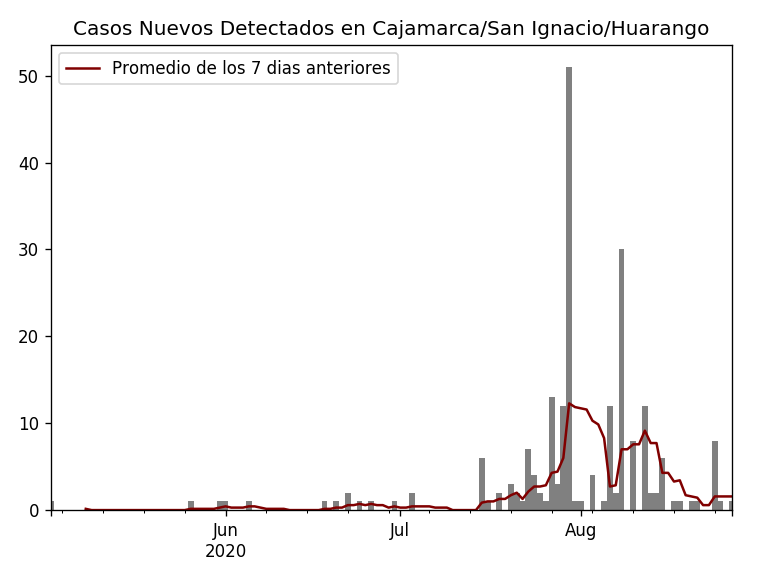 Casos Nuevos Detectados en Cajamarca/San Ignacio/Huarango
Promedio de los 7 dias anteriores
50
40
30
20
10
0
Jun
2020
Jul
Aug